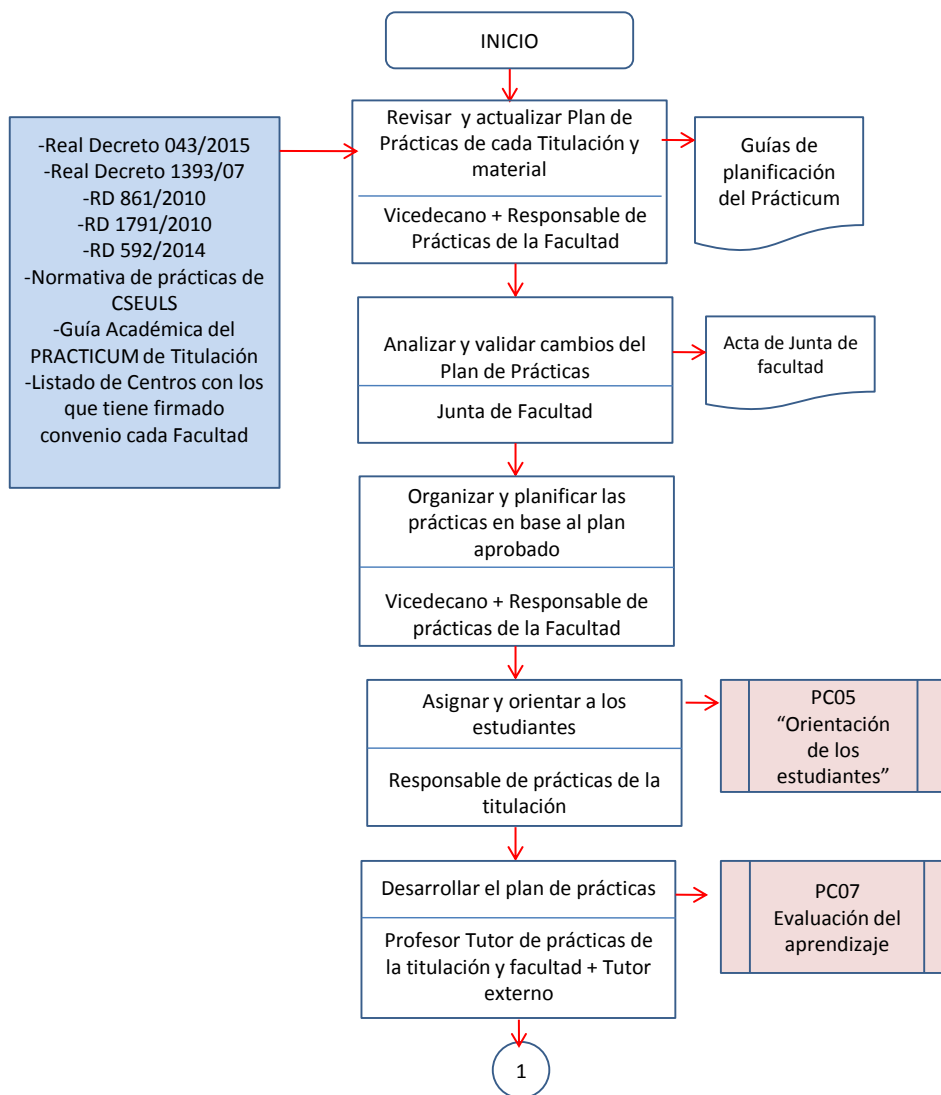 INICIO
-Real Decreto 043/2015
-Real Decreto 1393/07
-RD 861/2010
-RD 1791/2010
-RD 592/2014
-Normativa de prácticas de
CSEULS
-Guía Académica del
PRACTICUM de Titulación
-Listado de Centros con los
que tiene firmado
convenio cada Facultad
Revisar y actualizar Plan de
Prácticas de cada Titulación y
material
Vicedecano + Responsable de
Prácticas de la Facultad
Guías de
planificación
del Prácticum
Analizar y validar cambios del
Plan de Prácticas
Junta de Facultad
Acta de Junta de
facultad
Organizar y planificar las
prácticas en base al plan
aprobado
Vicedecano + Responsable de
prácticas de la Facultad
Asignar y orientar a los
estudiantes
Responsable de prácticas de la
titulación
PC05
“Orientación
de los
estudiantes”
Desarrollar el plan de prácticas
Profesor Tutor de prácticas de
la titulación y facultad + Tutor
externo
PC07
Evaluación del
aprendizaje
1